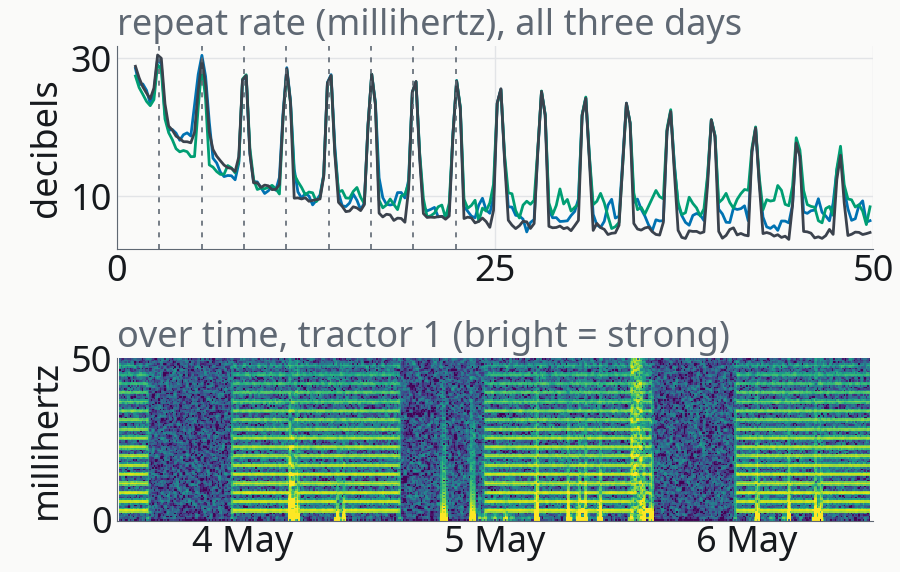 repeat rate (millihertz), all three days
decibels
30
10
0 25 50
over time, tractor 1 (bright = strong)
millihertz
50
0
4 May 5 May 6 May